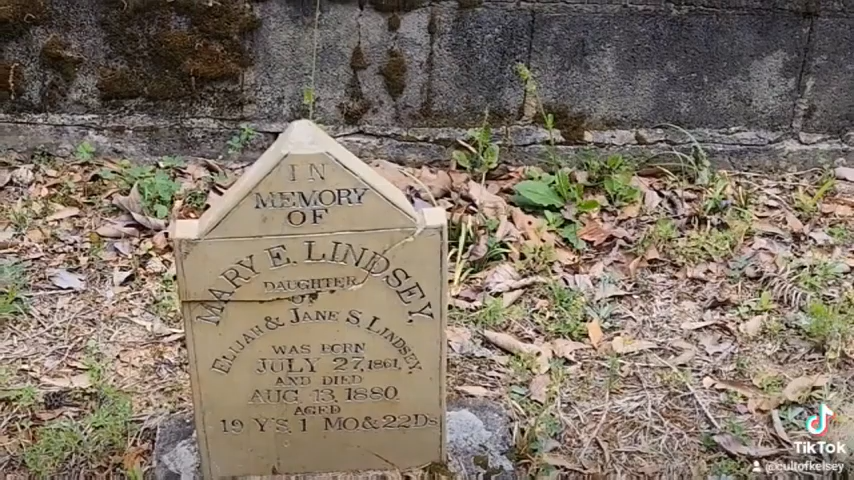 IN
MEMORY
OF
MARY E. LINDSEY.
DAUGHTER
OF
ELIJAH & JANE S. LINDSEY.
WAS BORN
JULY 27, 1861,
AND DIED
AUG. 13, 1880.
AGED
19 Ys. 1 MO. & 22 Ds.
TikTok
@cultofkelsey